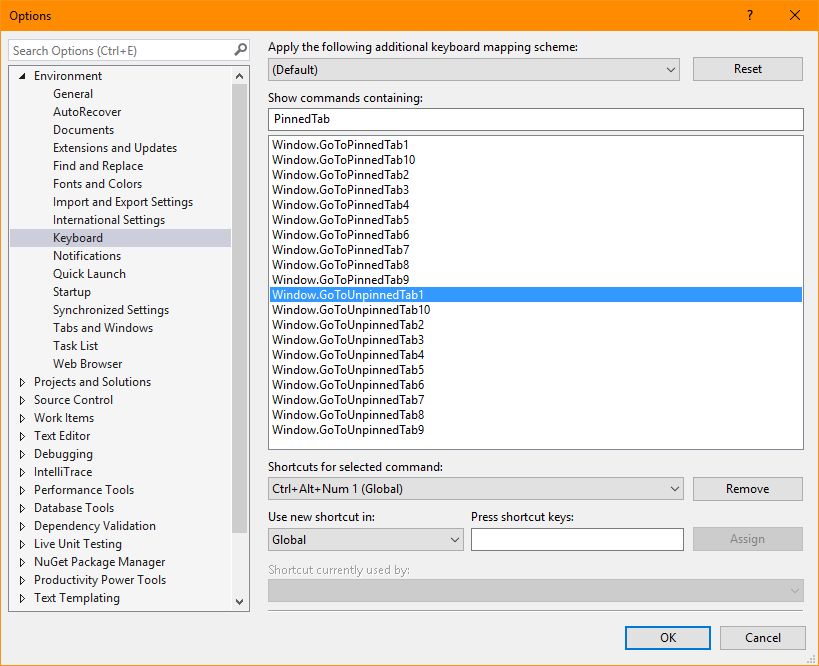 Options
?
Search Options (Ctrl+E)
Environment
General
AutoRecover
Documents
Extensions and Updates
Find and Replace
Fonts and Colors
Import and Export Settings
International Settings
Keyboard
Notifications
Quick Launch
Startup
Synchronized Settings
Tabs and Windows
Task List
Web Browser
Projects and Solutions
Source Control
Work Items
Text Editor
Debugging
IntelliTrace
Performance Tools
Database Tools
Dependency Validation
Live Unit Testing
NuGet Package Manager
Productivity Power Tools
Text Templating
Apply the following additional keyboard mapping scheme:
(Default)
Reset
Show commands containing:
PinnedTab
Window.GoToPinnedTab1
Window.GoToPinnedTab10
Window.GoToPinnedTab2
Window.GoToPinnedTab3
Window.GoToPinnedTab4
Window.GoToPinnedTab5
Window.GoToPinnedTab6
Window.GoToPinnedTab7
Window.GoToPinnedTab8
Window.GoToPinnedTab9
Window.GoToUnpinnedTab1
Window.GoToUnpinnedTab10
Window.GoToUnpinnedTab2
Window.GoToUnpinnedTab3
Window.GoToUnpinnedTab4
Window.GoToUnpinnedTab5
Window.GoToUnpinnedTab6
Window.GoToUnpinnedTab7
Window.GoToUnpinnedTab8
Window.GoToUnpinnedTab9
Shortcuts for selected command:
Ctrl+Alt+Num 1 (Global)
Remove
Use new shortcut in:
Press shortcut keys:
Global
Assign
Shortcut currently used by:
OK
Cancel